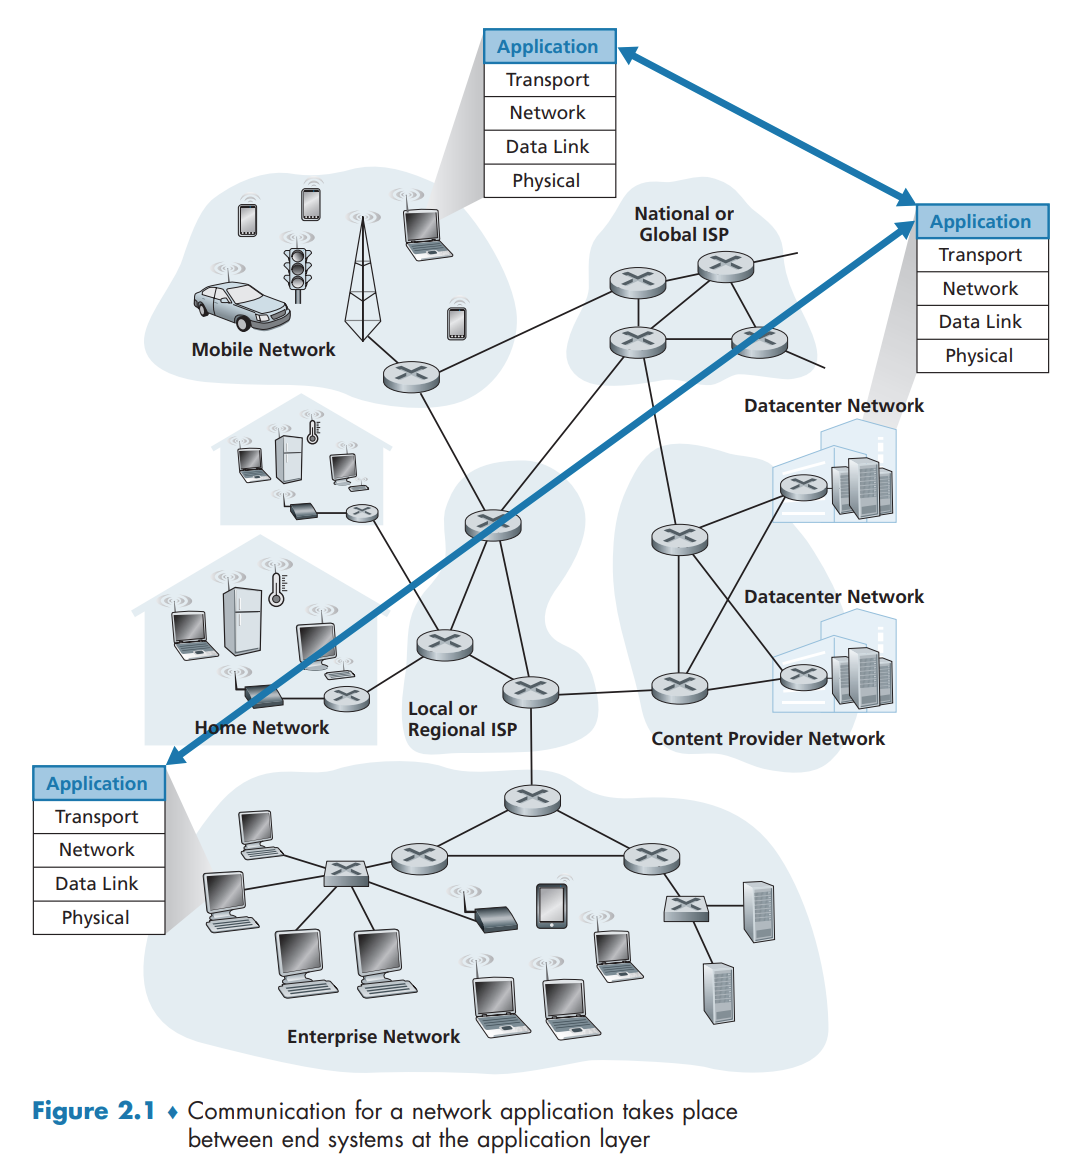 Application
Transport
Network
Data Link
Physical
National or
Global ISP
Application
Transport
Network
Data Link
Physical
Mobile Network
Datacenter Network
Datacenter Network
Home Network
Local or
Regional ISP
Content Provider Network
Application
Transport
Network
Data Link
Physical
Enterprise Network
Figure 2.1 ♦ Communication for a network application takes place
between end systems at the application layer